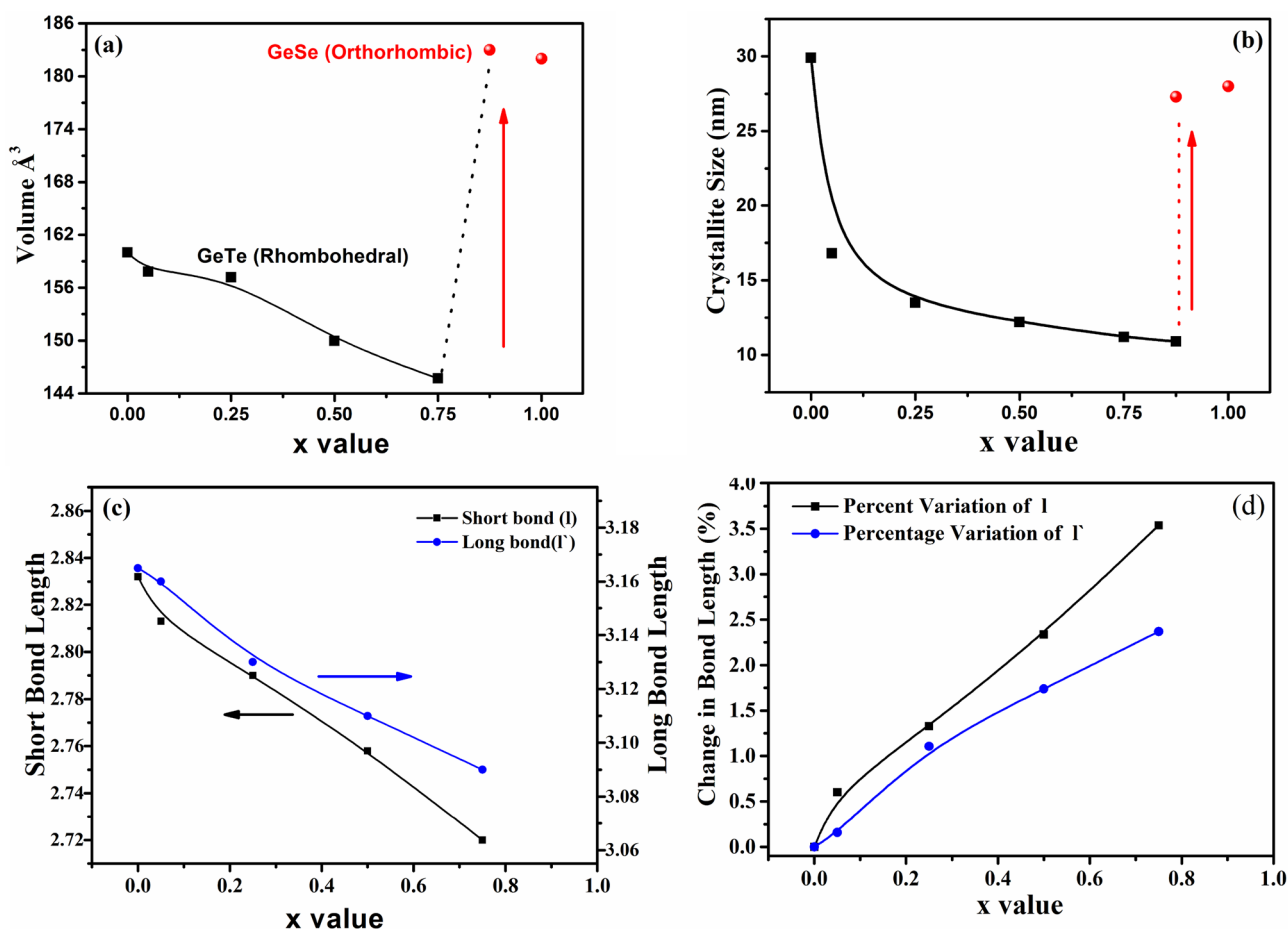 (a)
GeSe (Orthorhombic)
GeTe (Rhombohedral)
Volume Å³
186
180
174
168
162
156
150
144
0.00 0.25 0.50 0.75 1.00
x value
(b)
Crystallite Size (nm)
30
25
20
15
10
0.00 0.25 0.50 0.75 1.00
x value
(c)
Short bond (l)
Long bond(l`)
Short Bond Length
2.86
2.84
2.82
2.80
2.78
2.76
2.74
2.72
Long Bond Length
3.18
3.16
3.14
3.12
3.10
3.08
3.06
0.0 0.2 0.4 0.6 0.8 1.0
x value
(d)
Percent Variation of l
Percentage Variation of l`
Change in Bond Length (%)
4.0
3.5
3.0
2.5
2.0
1.5
1.0
0.5
0.0
0.0 0.2 0.4 0.6 0.8 1.0
x value